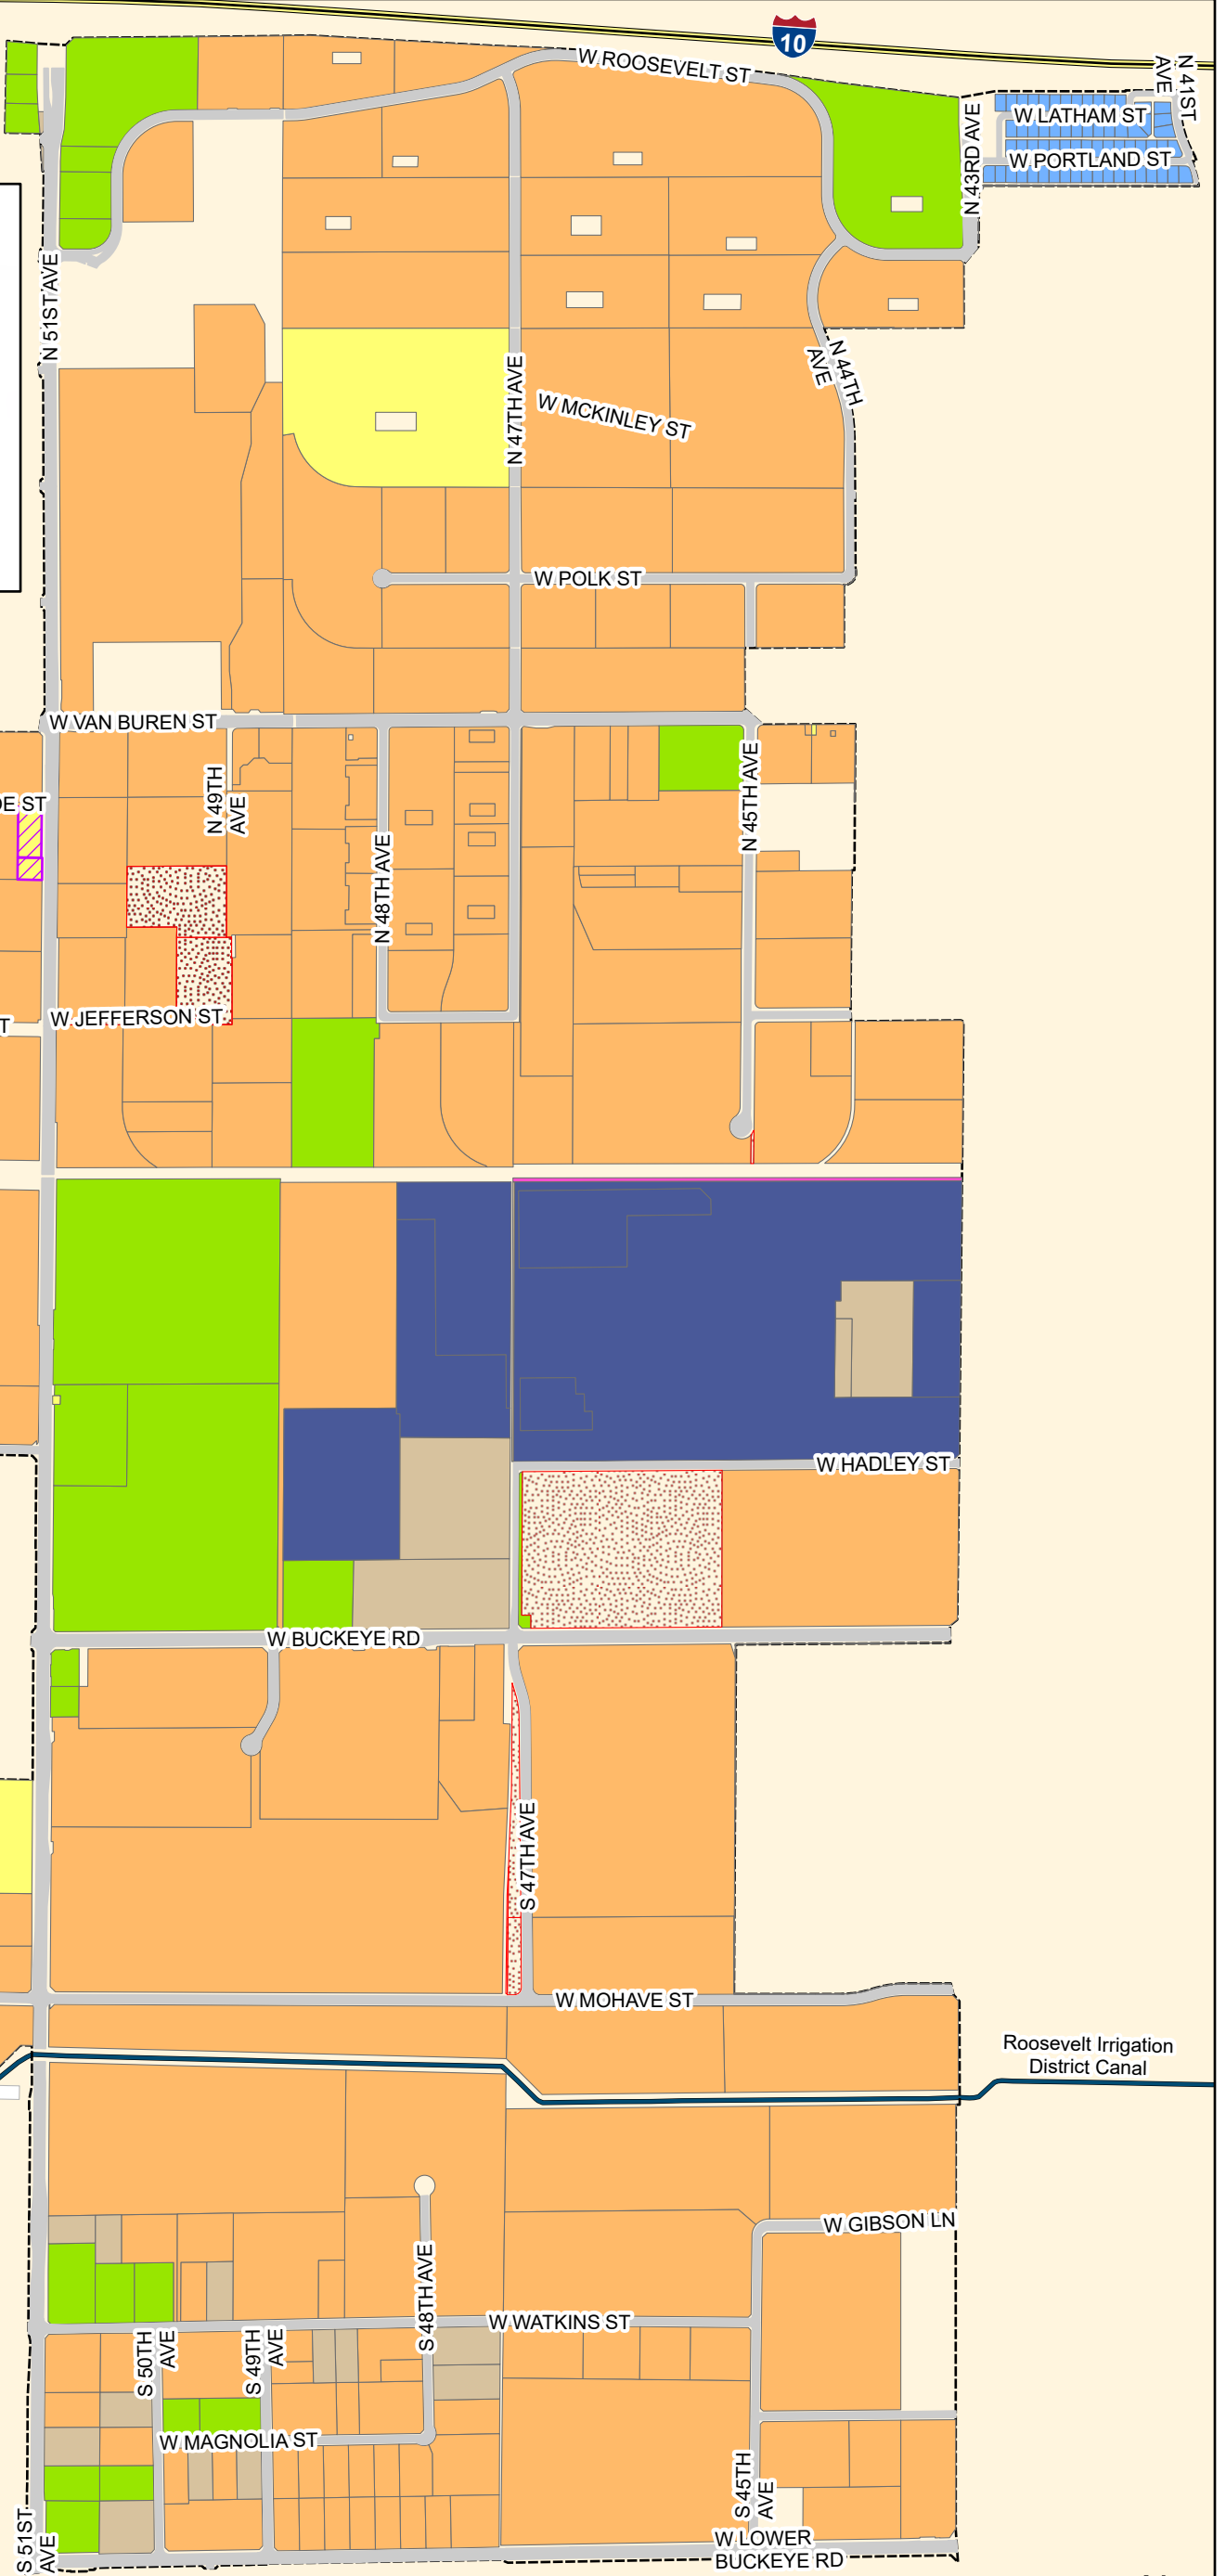 10
W ROOSEVELT ST
N 41ST
AVE
W LATHAM ST
W PORTLAND ST
N 43RD AVE
N 51ST AVE
N 44TH
AVE
N 47TH AVE
W MCKINLEY ST
W POLK ST
W VAN BUREN ST
N 49TH
AVE
N 45TH AVE
DE ST
N 48TH AVE
W JEFFERSON ST
T
W HADLEY ST
W BUCKEYE RD
S 47TH AVE
W MOHAVE ST
Roosevelt Irrigation
District Canal
W GIBSON LN
S 48TH AVE
W WATKINS ST
S 50TH
AVE
S 49TH
AVE
W MAGNOLIA ST
S 45TH
AVE
S 51ST
AVE
W LOWER
BUCKEYE RD